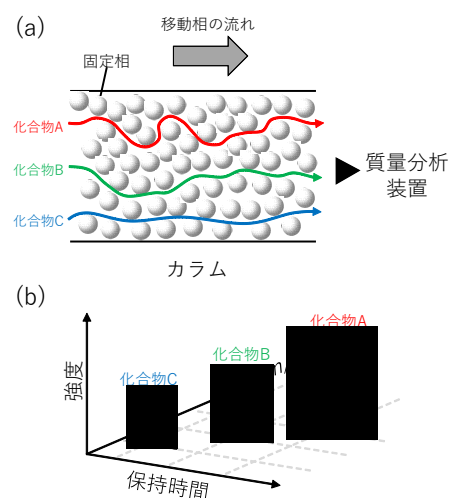 (a)
移動相の流れ
固定相
化合物A
化合物B
化合物C
質量分析
装置
カラム
(b)
化合物A
化合物B
化合物C
強度
保持時間